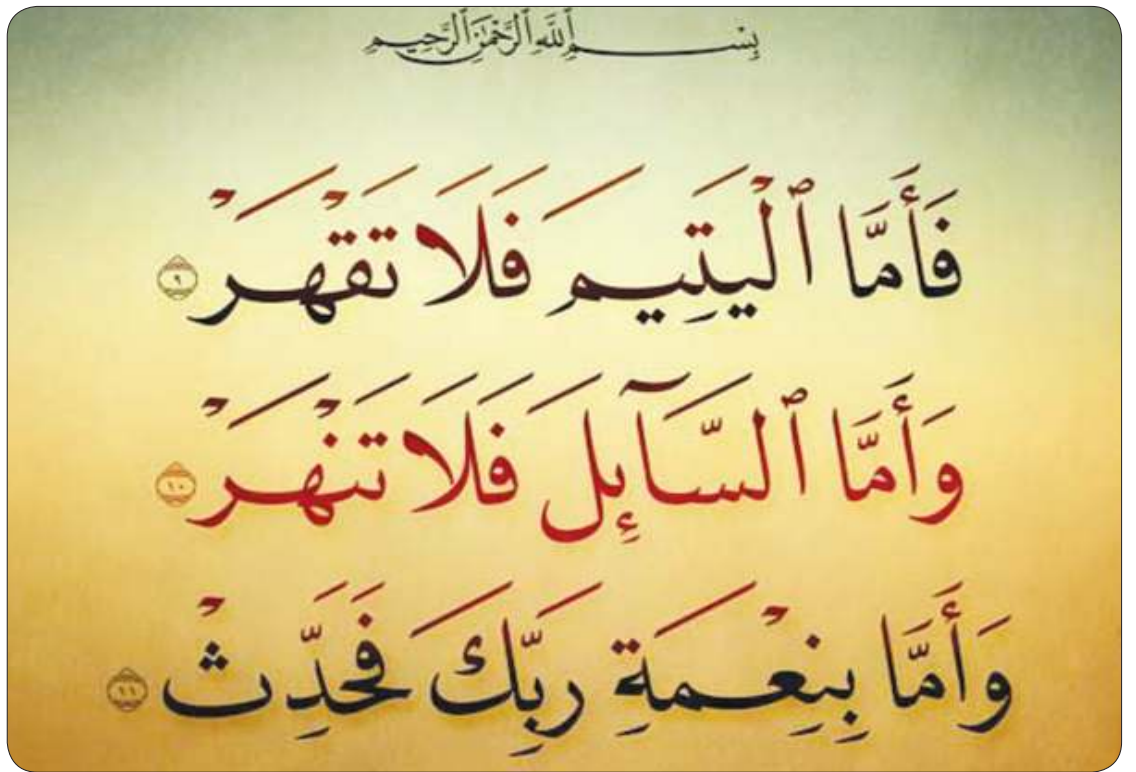 بِسْمِ ٱللَّهِ ٱلرَّحْمَٰنِ ٱلرَّحِيمِ
فَأَمَّا ٱلْيَتِيمَ فَلَا تَقْهَرْ ٩
وَأَمَّا ٱلسَّآئِلَ فَلَا تَنْهَرْ ١٠
وَأَمَّا بِنِعْمَةِ رَبِّكَ فَحَدِّثْ ١١